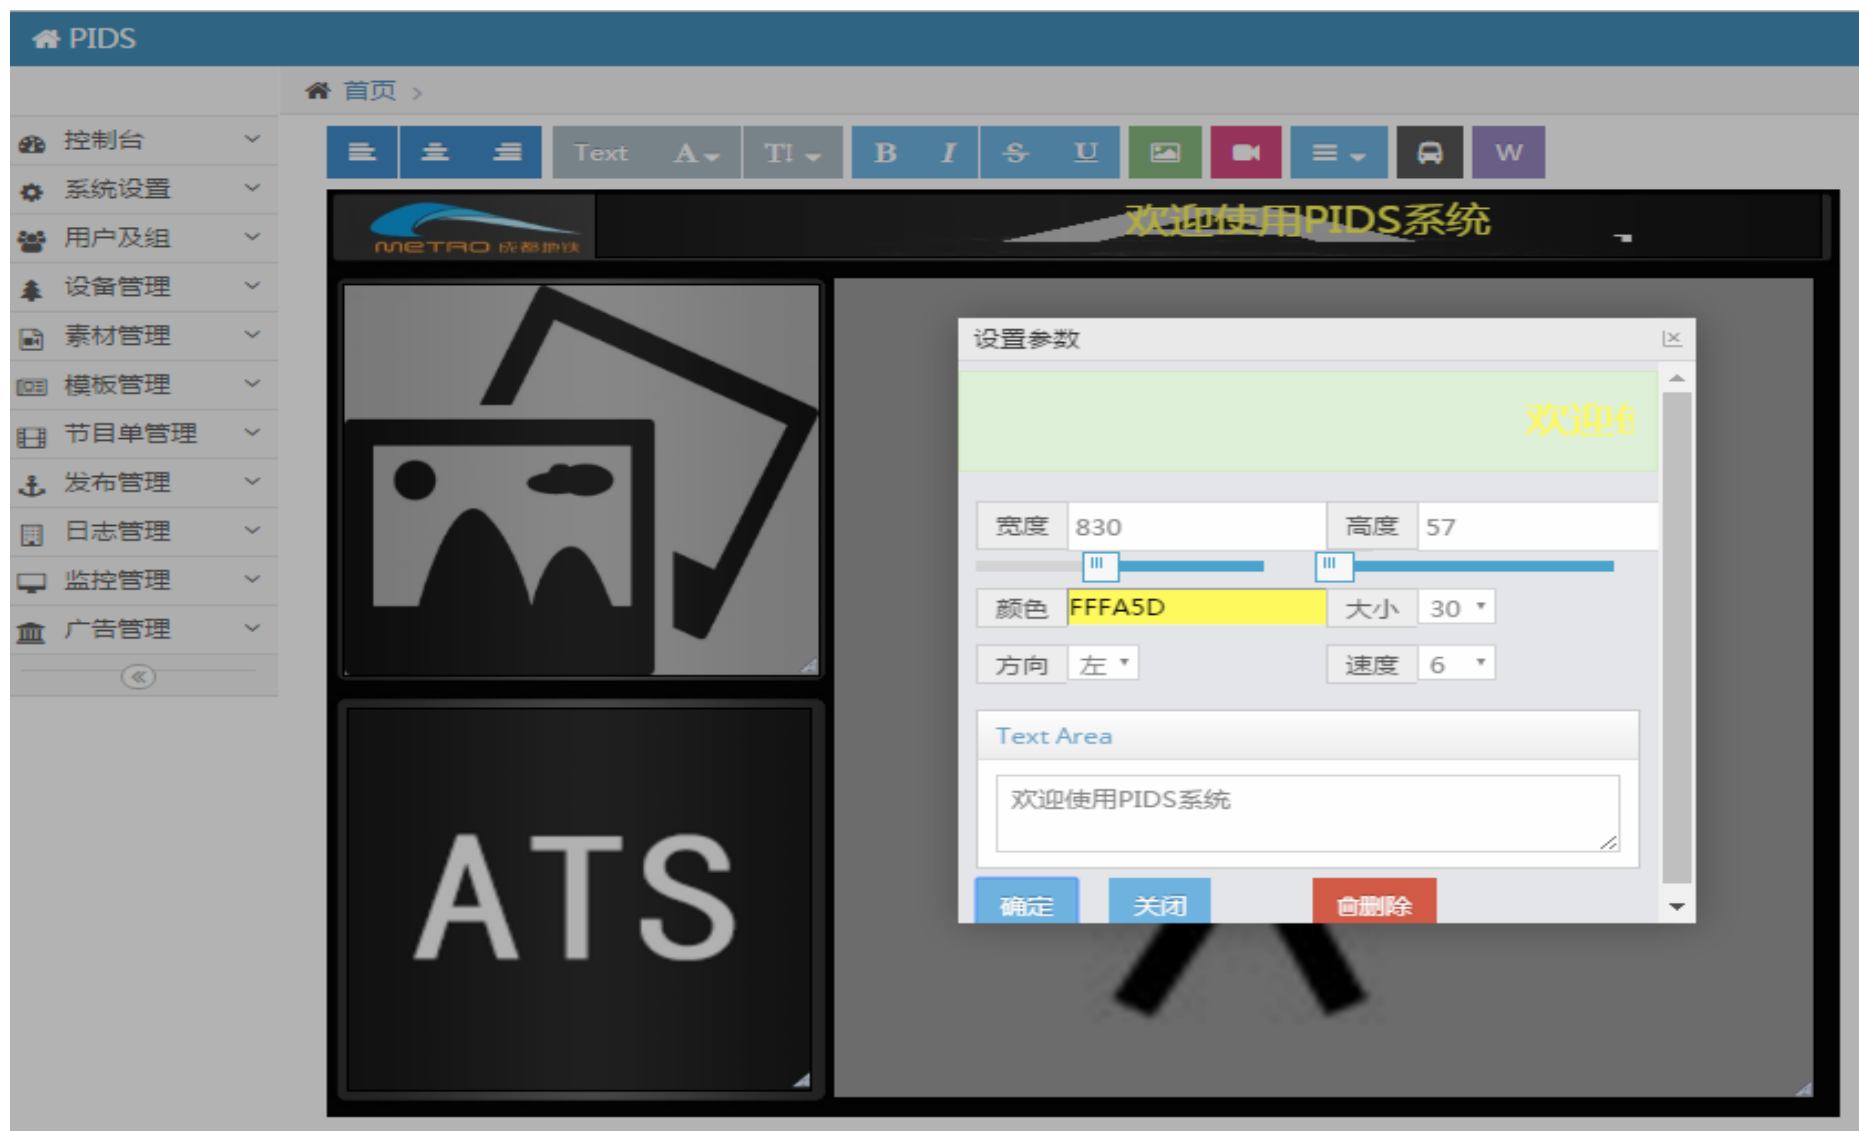 PIDS
首页 >
控制台
系统设置
用户及组
设备管理
素材管理
模板管理
节目单管理
发布管理
日志管理
监控管理
广告管理
Text A T! B I S U W
METRO 成都地铁
欢迎使用PIDS系统
ATS
设置参数
欢迎
宽度 830 高度 57
颜色 FFFA5D 大小 30
方向 左 速度 6
Text Area
欢迎使用PIDS系统
确定 关闭 删除